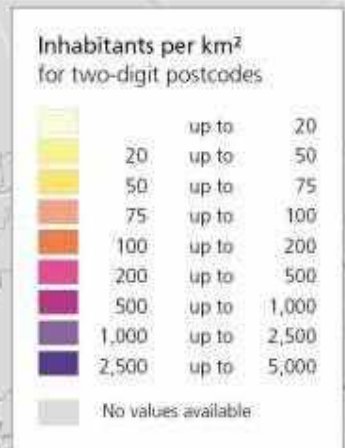 Inhabitants per km²
for two-digit postcodes
up to 20
20 up to 50
50 up to 75
75 up to 100
100 up to 200
200 up to 500
500 up to 1,000
1,000 up to 2,500
2,500 up to 5,000
No values available